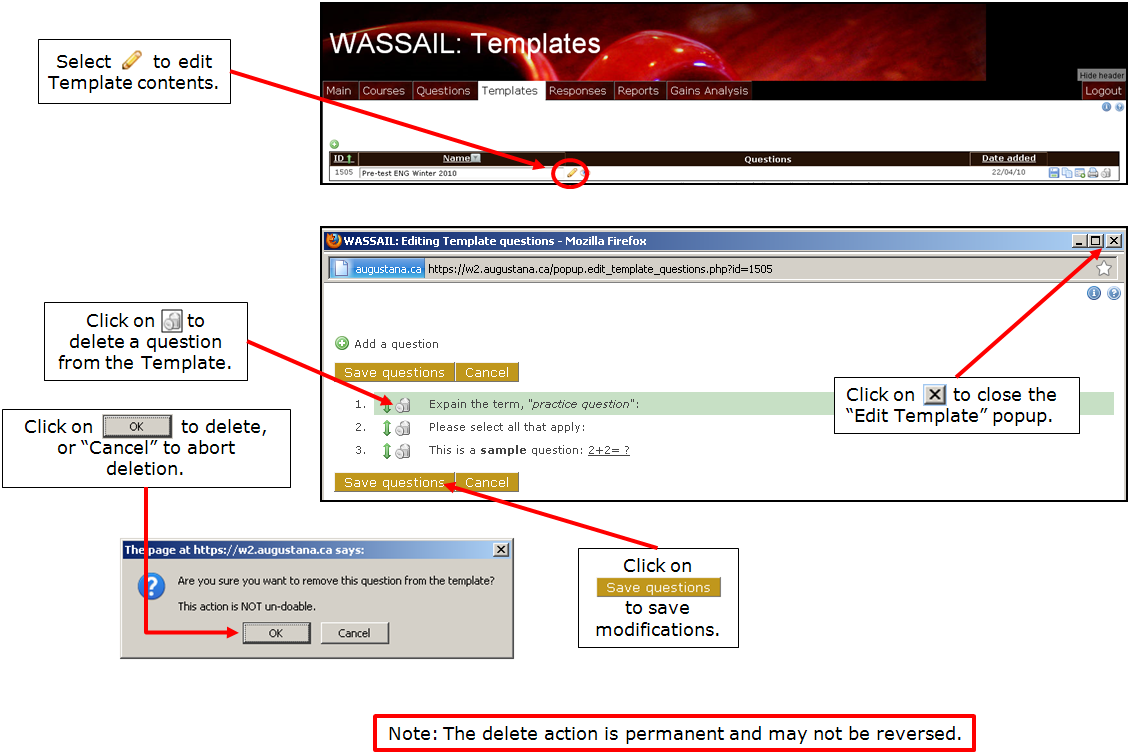 Select to edit
Template contents.
WASSAIL: Templates
Hide header
Main Courses Questions Templates Responses Reports Gains Analysis Logout
ID Name Questions Date added
1505 Pre-test ENG Winter 2010 22/04/10
WASSAIL: Editing Template questions - Mozilla Firefox
augustana.ca https://w2.augustana.ca/popup.edit_template_questions.php?id=1505
Add a question
Save questions Cancel
1. Expain the term, "practice question":
2. Please select all that apply:
3. This is a sample question: 2+2= ?
Save questions Cancel
Click on to
delete a question
from the Template.
Click on to close the
“Edit Template” popup.
Click on OK to delete,
or “Cancel” to abort
deletion.
The page at https://w2.augustana.ca says:
Are you sure you want to remove this question from the template?
This action is NOT un-doable.
OK Cancel
Click on
Save questions
to save
modifications.
Note: The delete action is permanent and may not be reversed.